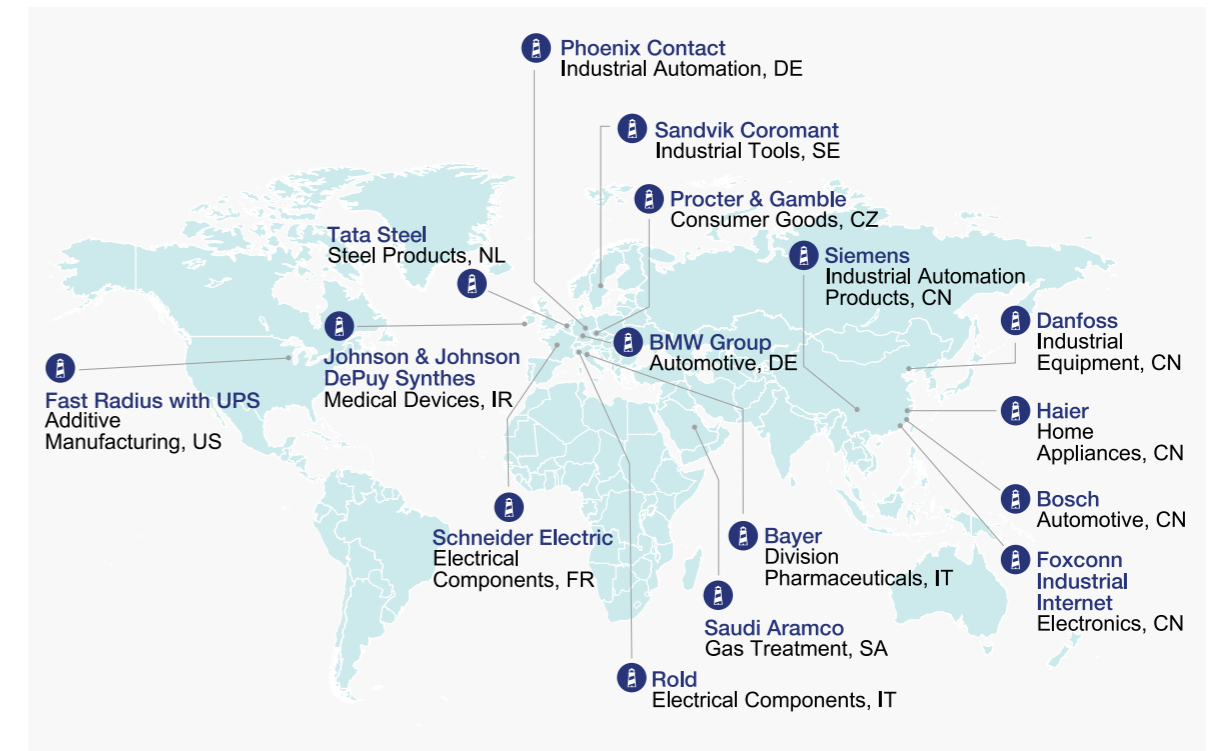 Phoenix Contact
Industrial Automation, DE
Sandvik Coromant
Industrial Tools, SE
Procter & Gamble
Consumer Goods, CZ
Tata Steel
Steel Products, NL
Siemens
Industrial Automation
Products, CN
Danfoss
Industrial
Equipment, CN
BMW Group
Automotive, DE
Johnson & Johnson
DePuy Synthes
Medical Devices, IR
Fast Radius with UPS
Additive
Manufacturing, US
Haier
Home
Appliances, CN
Bosch
Automotive, CN
Schneider Electric
Electrical
Components, FR
Bayer
Division
Pharmaceuticals, IT
Foxconn
Industrial
Internet
Electronics, CN
Saudi Aramco
Gas Treatment, SA
Rold
Electrical Components, IT